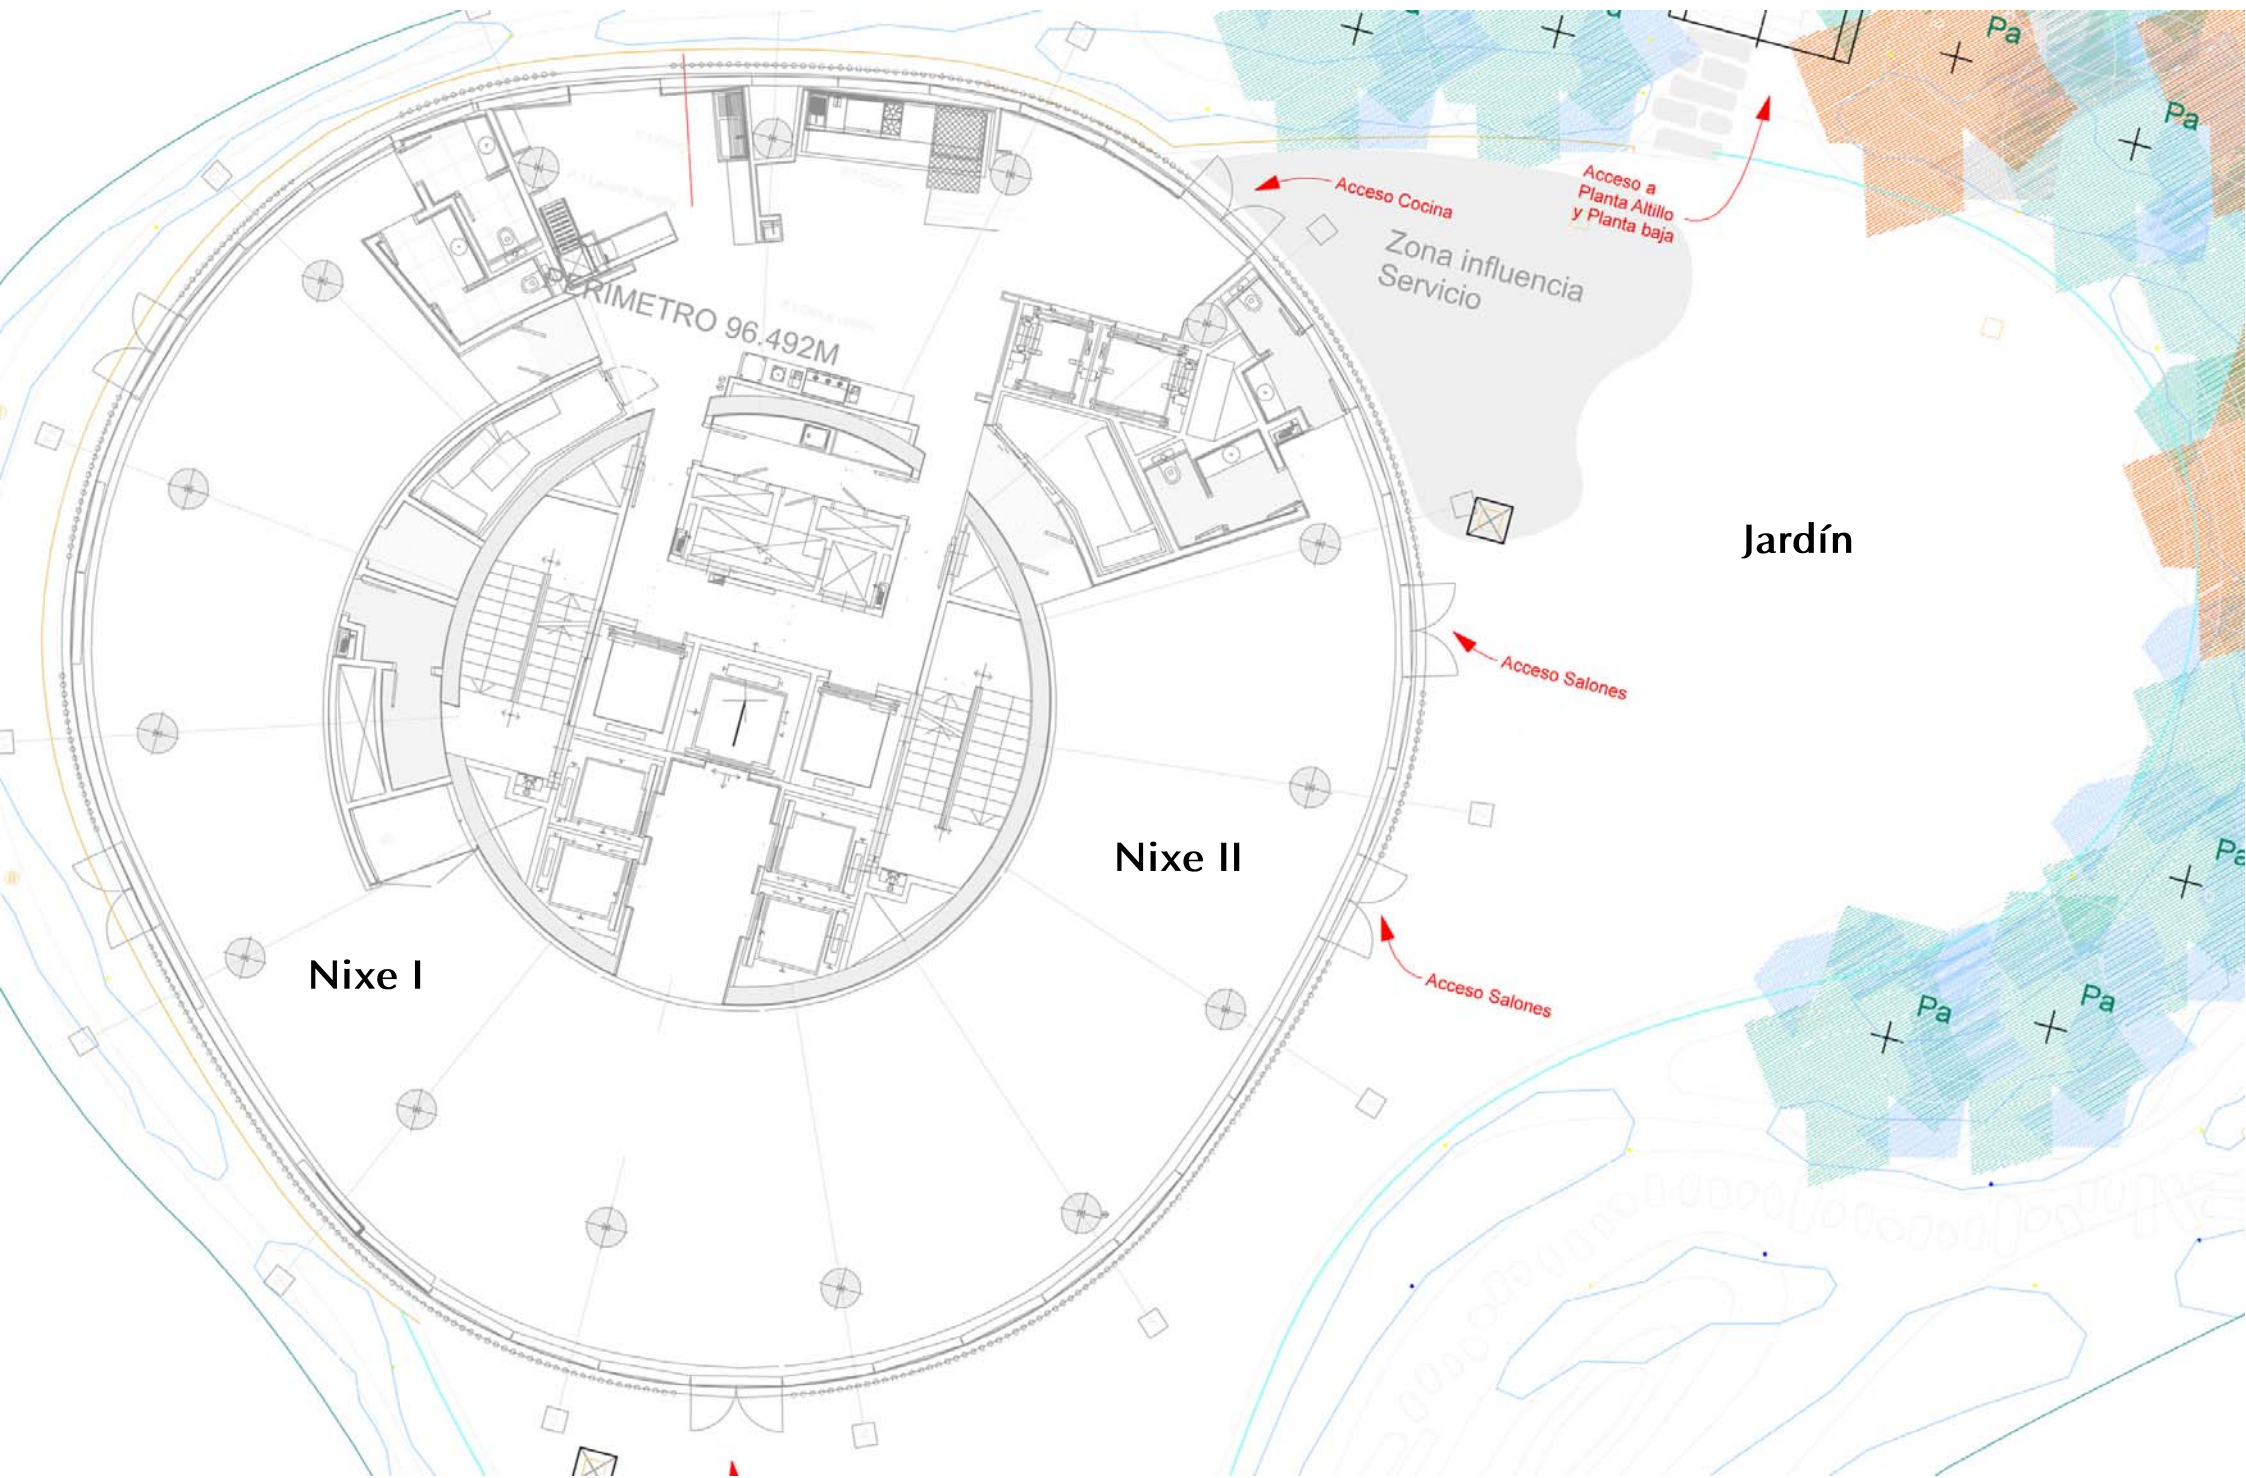 Pa
Pa
Acceso Cocina
Acceso a
Planta Altillo
y Planta baja
Zona influencia
Servicio
RIMETRO 96.492M
Jardín
Acceso Salones
Nixe II
Pa
Nixe I
Acceso Salones
Pa
Pa